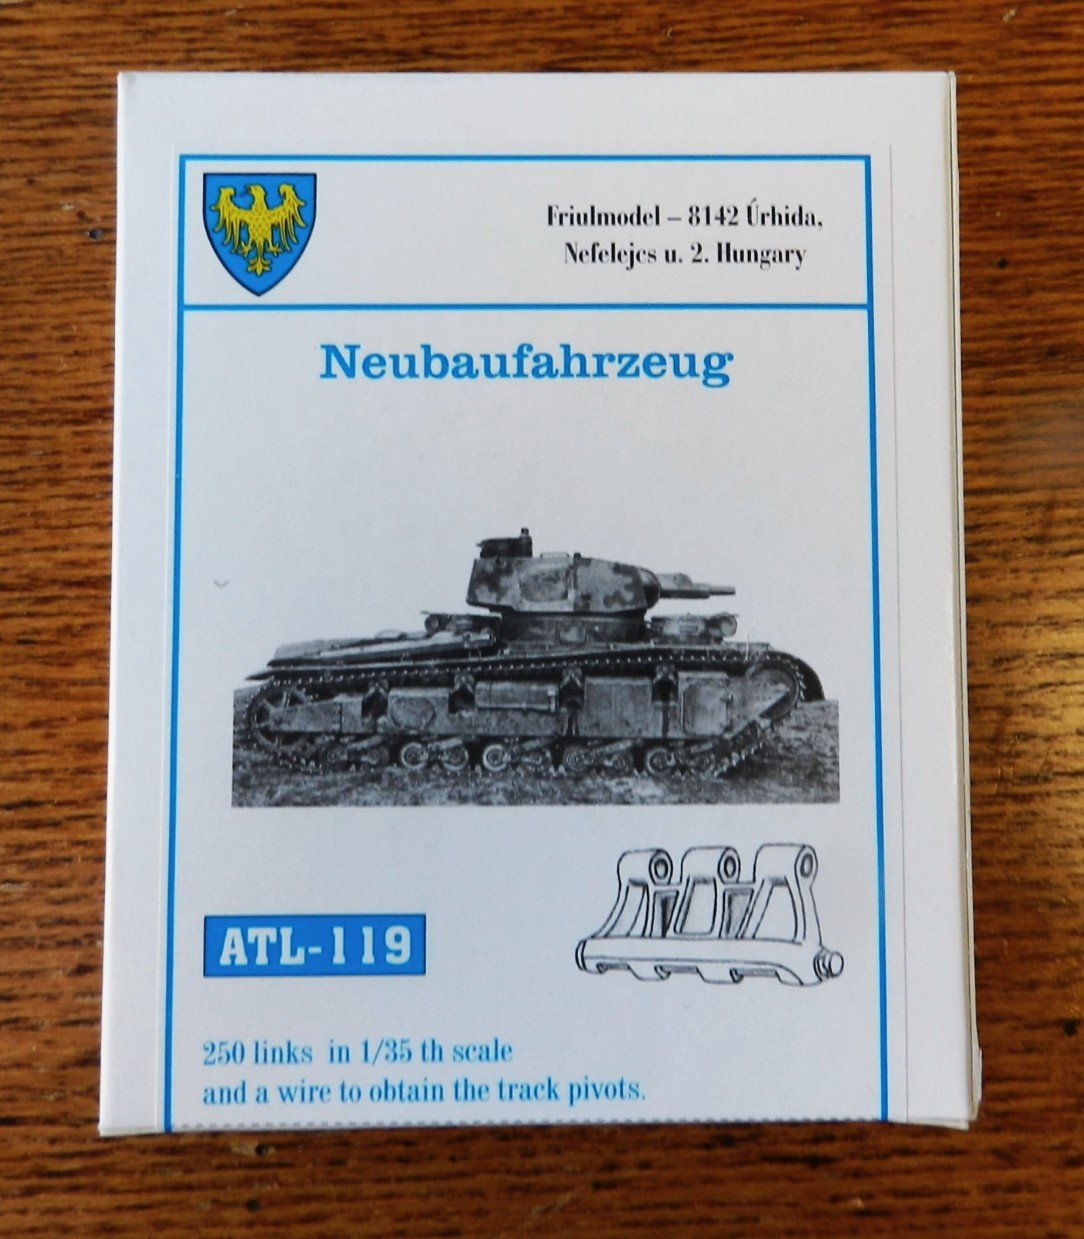 Friulmodel – 8142 Úrhida,
Nefelejcs u. 2. Hungary
Neubaufahrzeug
ATL-119
250 links in 1/35 th scale
and a wire to obtain the track pivots.